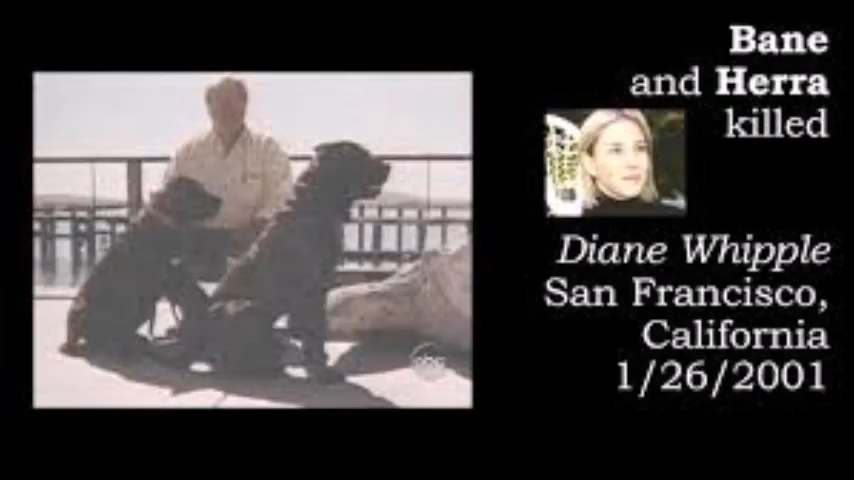 Bane
and Herra
killed
Diane Whipple
San Francisco,
California
1/26/2001
abc